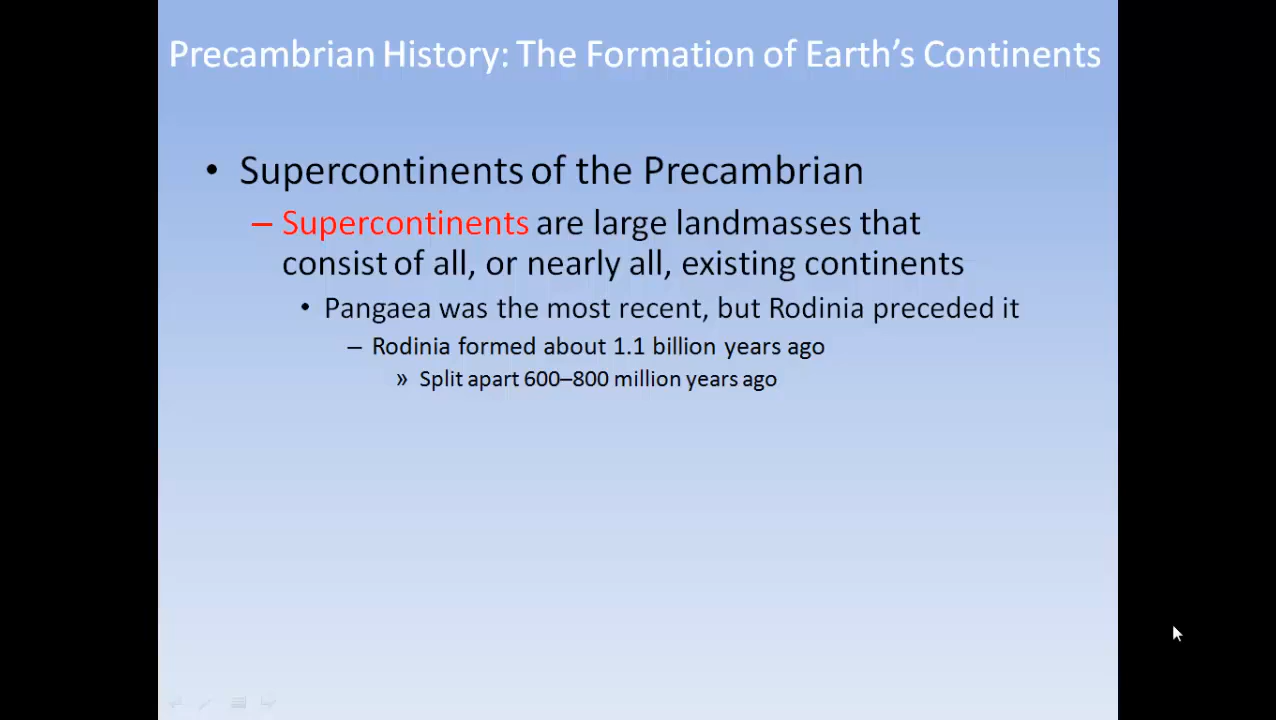 Precambrian History: The Formation of Earth’s Continents
• Supercontinents of the Precambrian
– Supercontinents are large landmasses that
consist of all, or nearly all, existing continents
• Pangaea was the most recent, but Rodinia preceded it
– Rodinia formed about 1.1 billion years ago
» Split apart 600–800 million years ago